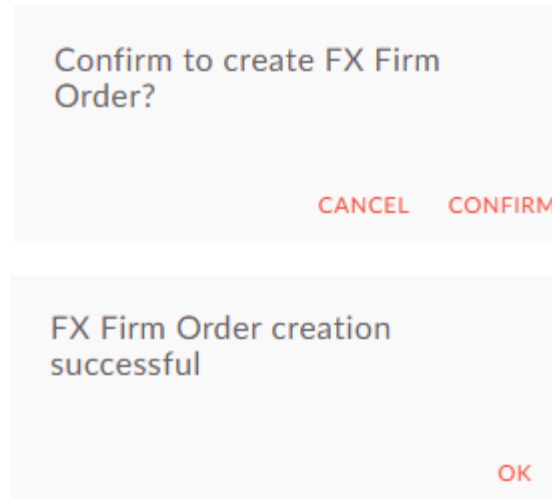 Confirm to create FX Firm
Order?
CANCEL CONFIRM
FX Firm Order creation
successful
OK